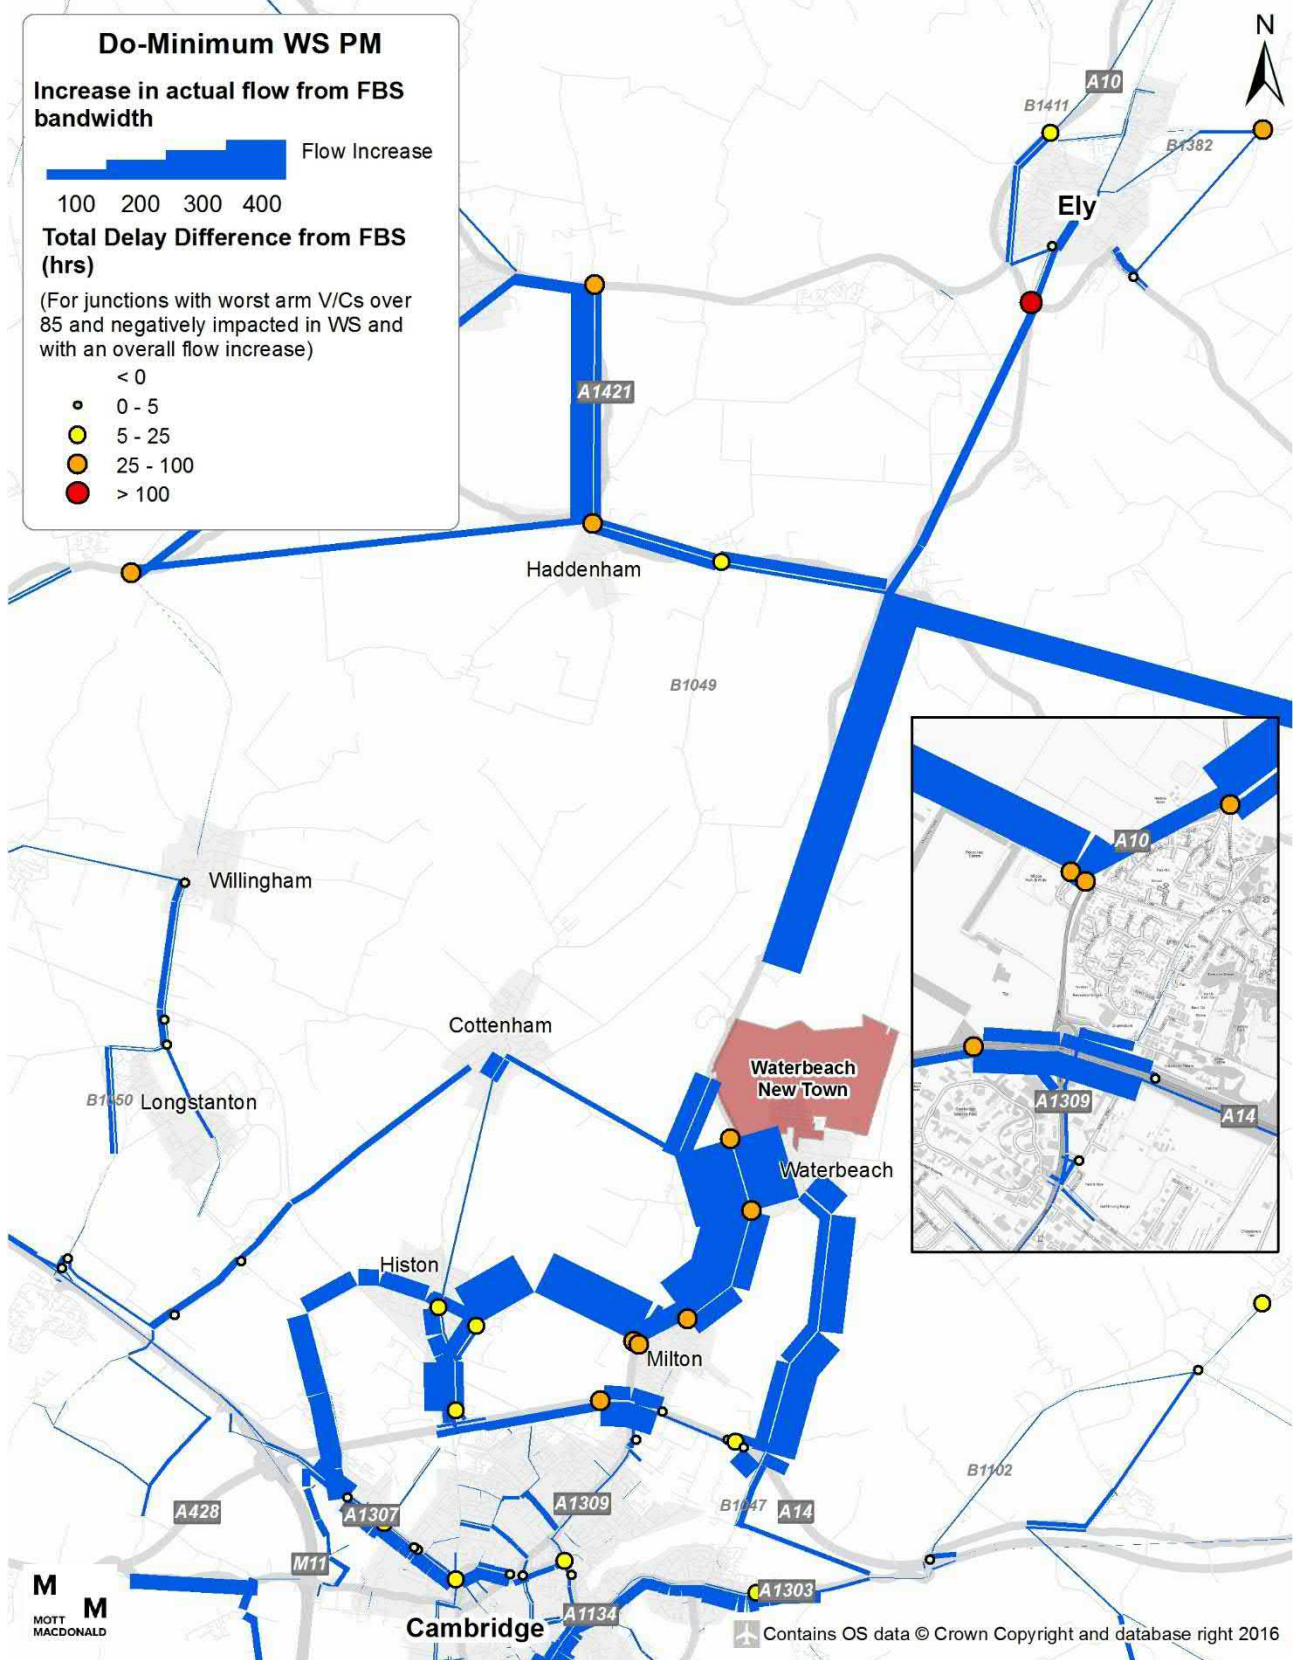 Do-Minimum WS PM
Increase in actual flow from FBS
bandwidth
Flow Increase
100 200 300 400
Total Delay Difference from FBS
(hrs)
(For junctions with worst arm V/Cs over
85 and negatively impacted in WS and
with an overall flow increase)
< 0
0 - 5
5 - 25
25 - 100
> 100
N
A10
B1411
B1382
Ely
A1421
Haddenham
B1049
A10
Willingham
Cottenham
Waterbeach
New Town
B1050
Longstanton
A1309
A14
Waterbeach
Histon
Milton
B1102
A1309
B1047
A14
A428
A1307
M11
A1303
A1134
Cambridge
M
M
MOTT
MACDONALD
Contains OS data © Crown Copyright and database right 2016